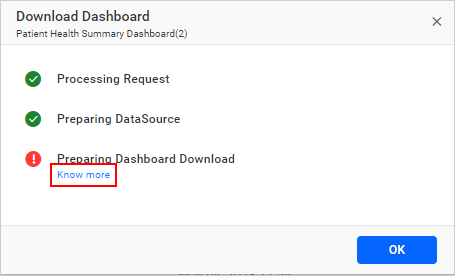 Download Dashboard
Patient Health Summary Dashboard(2)
Processing Request
Preparing DataSource
Preparing Dashboard Download
Know more
OK